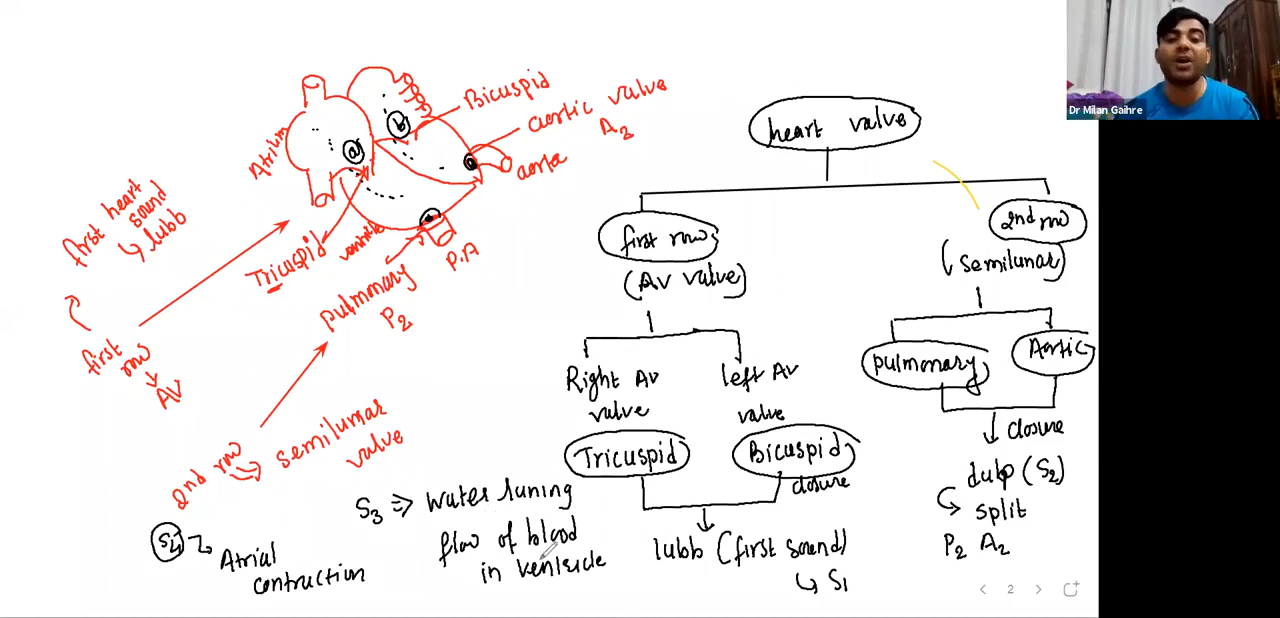 Dr Milan Gaihre
Bicuspid
aortic valve
A2
aorta
Atrium
b
a
first heart
sound
↳ lubb
Tricuspid
ventricle
P.A
pulmonary
P2
first
row
↓
AV
2nd row
semilunar
valve
S4
Atrial
contraction
S3 => water runing
flow of blood
in ventricle
heart valve
first row
(AV valve)
2nd row
(semilunar)
Right AV
valve
left AV
valve
Tricuspid
Bicuspid
closure
lubb (first sound)
↳ S1
pulmonary
Aortic
closure
dubp (S2)
split
P2 A2
2